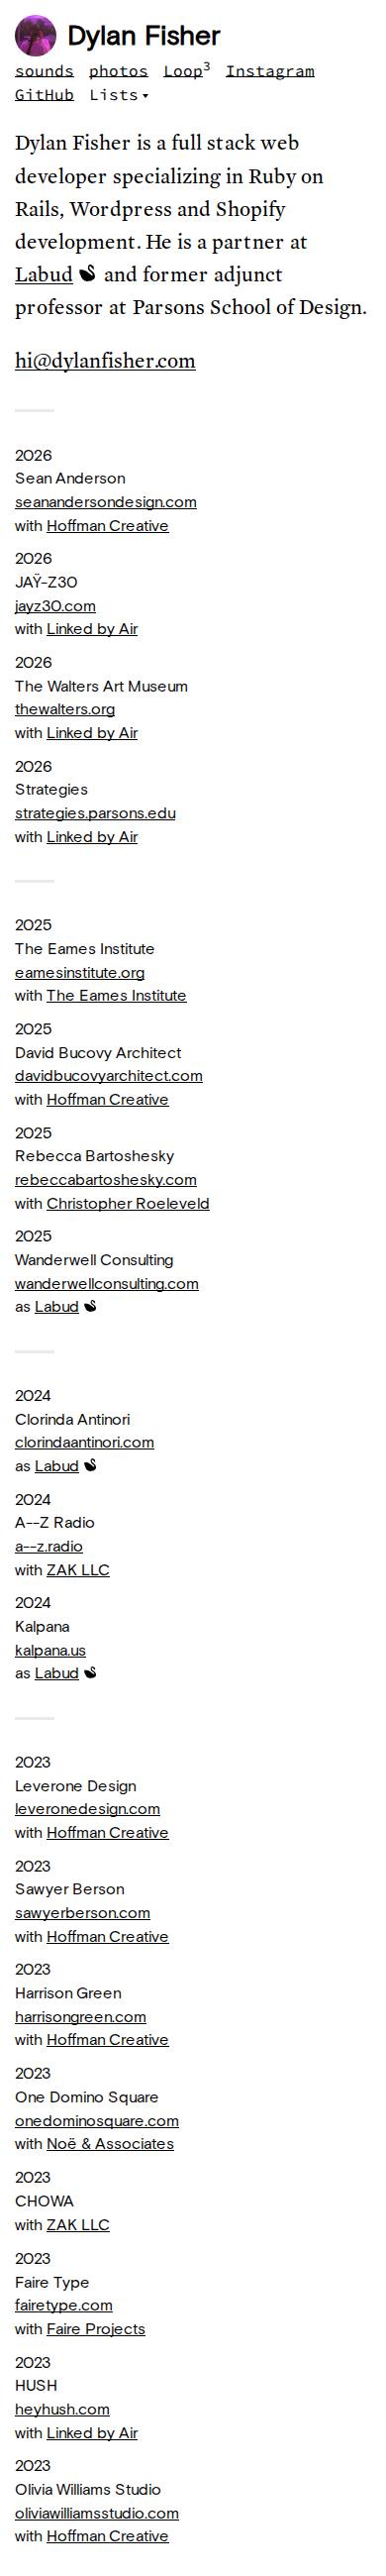 Dylan Fisher
sounds photos Loop³ Instagram
GitHub Lists ▾
Dylan Fisher is a full stack web
developer specializing in Ruby on
Rails, Wordpress and Shopify
development. He is a partner at
Labud and former adjunct
professor at Parsons School of Design.
hi@dylanfisher.com
2026
Sean Anderson
seanandersondesign.com
with Hoffman Creative
2026
JAŸ-Z30
jayz30.com
with Linked by Air
2026
The Walters Art Museum
thewalters.org
with Linked by Air
2026
Strategies
strategies.parsons.edu
with Linked by Air
2025
The Eames Institute
eamesinstitute.org
with The Eames Institute
2025
David Bucovy Architect
davidbucovyarchitect.com
with Hoffman Creative
2025
Rebecca Bartoshesky
rebeccabartoshesky.com
with Christopher Roeleveld
2025
Wanderwell Consulting
wanderwellconsulting.com
as Labud
2024
Clorinda Antinori
clorindaantinori.com
as Labud
2024
A--Z Radio
a--z.radio
with ZAK LLC
2024
Kalpana
kalpana.us
as Labud
2023
Leverone Design
leveronedesign.com
with Hoffman Creative
2023
Sawyer Berson
sawyerberson.com
with Hoffman Creative
2023
Harrison Green
harrisongreen.com
with Hoffman Creative
2023
One Domino Square
onedominosquare.com
with Noë & Associates
2023
CHOWA
with ZAK LLC
2023
Faire Type
fairetype.com
with Faire Projects
2023
HUSH
heyhush.com
with Linked by Air
2023
Olivia Williams Studio
oliviawilliamsstudio.com
with Hoffman Creative